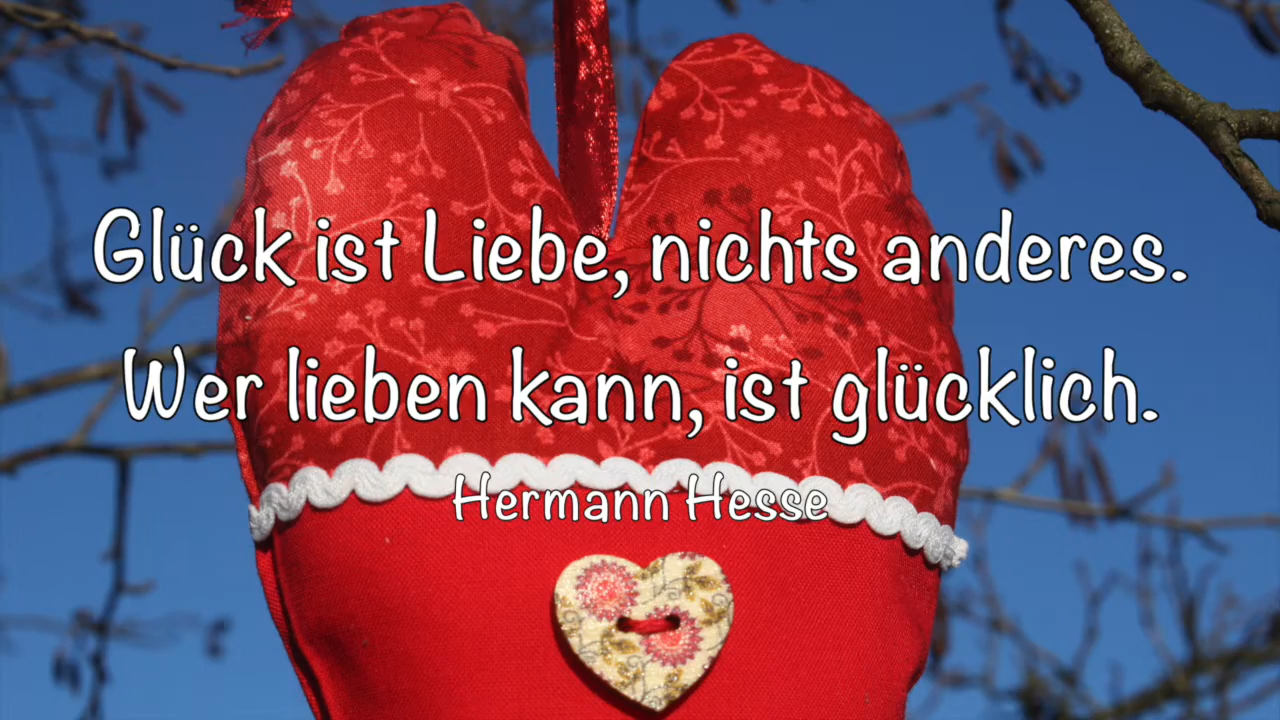 Glück ist Liebe, nichts anderes.
Wer lieben kann, ist glücklich.
Hermann Hesse